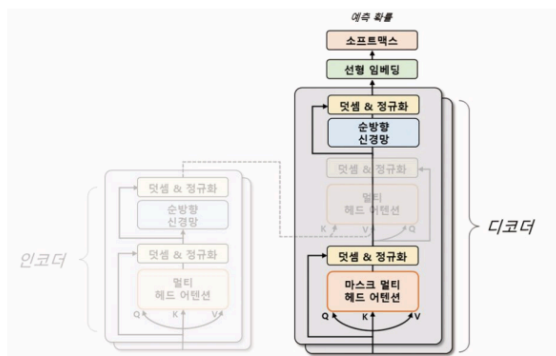 예측 확률
소프트맥스
선형 임베딩
덧셈 & 정규화
순방향
신경망
덧셈 & 정규화
멀티
헤드 어텐션
K
V
Q
덧셈 & 정규화
마스크 멀티
헤드 어텐션
Q
K
V
디코더
덧셈 & 정규화
순방향
신경망
덧셈 & 정규화
멀티
헤드 어텐션
Q
K
V
인코더